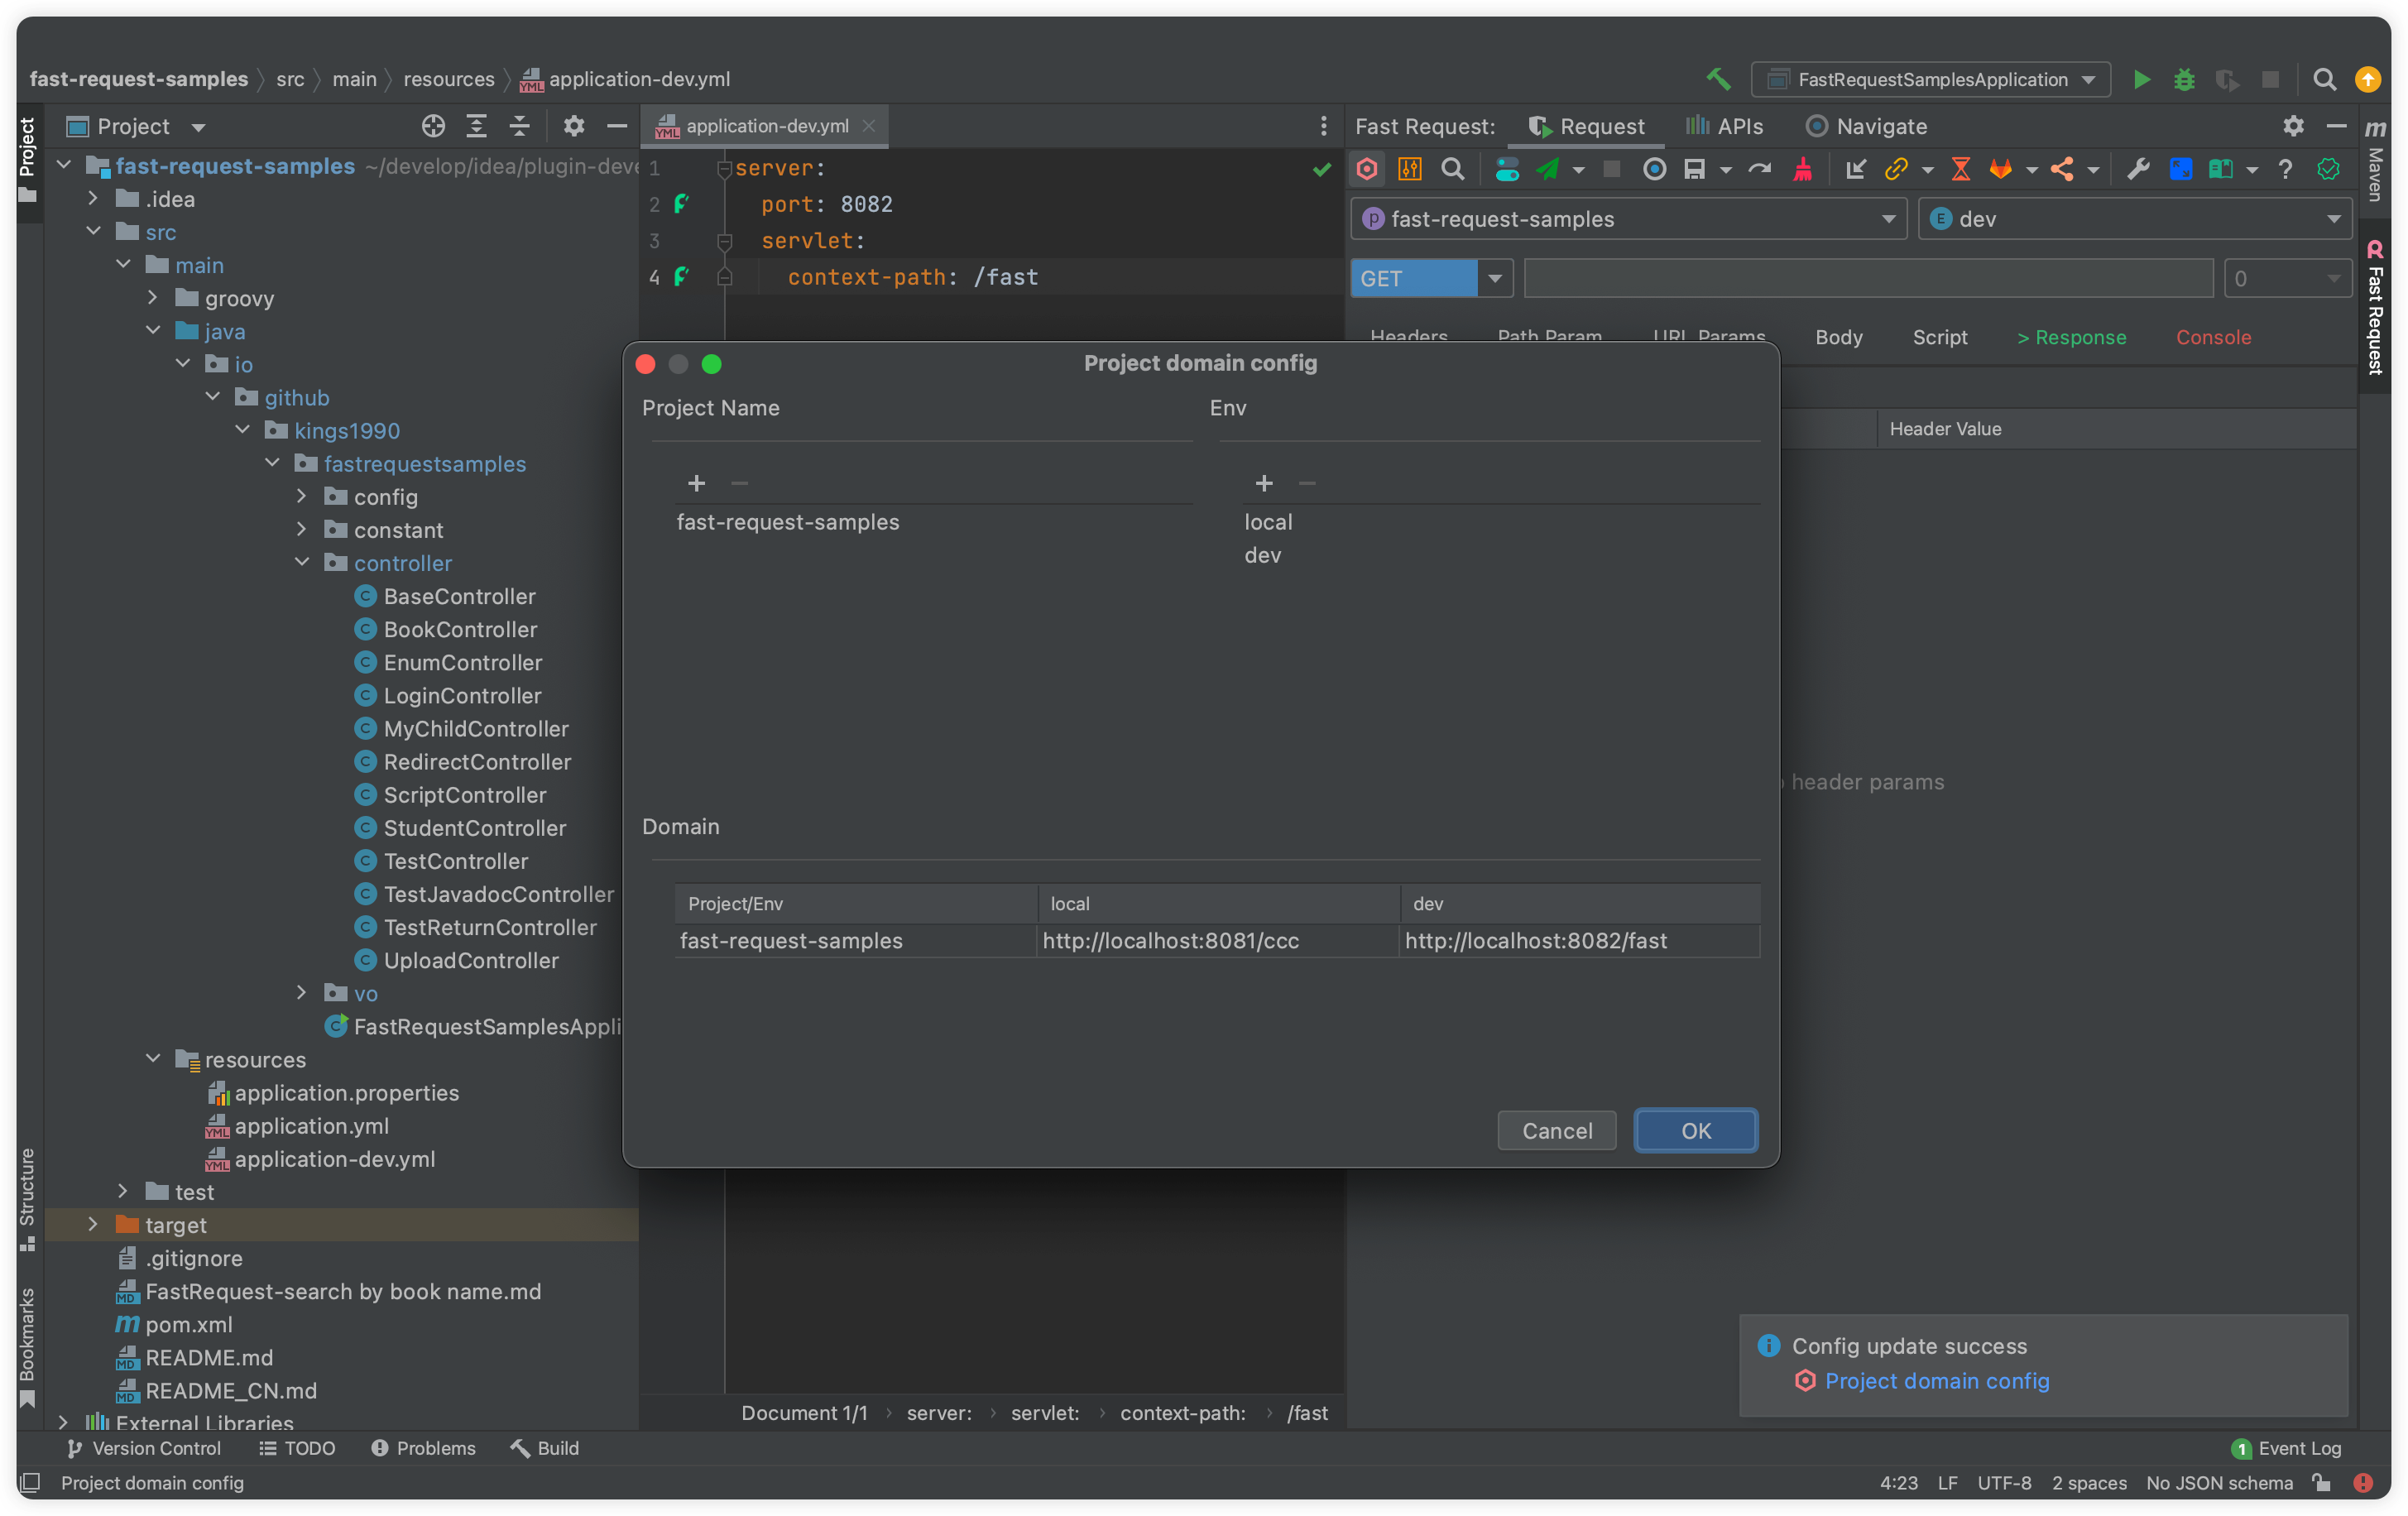 fast-request-samples src main resources application-dev.yml
FastRequestSamplesApplication
Project
Project
application-dev.yml
Fast Request: Request APIs Navigate
Maven
Fast Request
fast-request-samples ~/develop/idea/plugin-deve
.idea
src
main
groovy
java
io
github
kings1990
fastrequestsamples
config
constant
controller
BaseController
BookController
EnumController
LoginController
MyChildController
RedirectController
ScriptController
StudentController
TestController
TestJavadocController
TestReturnController
UploadController
vo
FastRequestSamplesAppli
resources
application.properties
application.yml
application-dev.yml
test
target
.gitignore
FastRequest-search by book name.md
pom.xml
README.md
README_CN.md
External Libraries
Structure
Bookmarks
1 server:
2 port: 8082
3 servlet:
4 context-path: /fast
fast-request-samples dev
GET 0
Headers Path Param URL Params Body Script > Response Console
Header Value
header params
Project domain config
Project Name Env
fast-request-samples
local
dev
Domain
Project/Env local dev
fast-request-samples http://localhost:8081/ccc http://localhost:8082/fast
Cancel OK
Config update success
Project domain config
Document 1/1 server: servlet: context-path: /fast
Version Control TODO Problems Build
1 Event Log
Project domain config
4:23 LF UTF-8 2 spaces No JSON schema